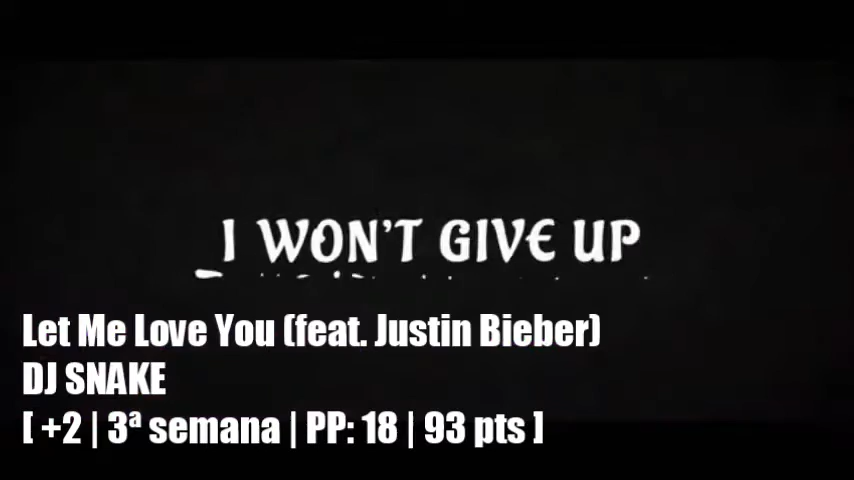 I WON'T GIVE UP
Let Me Love You (feat. Justin Bieber)
DJ SNAKE
[ +2 | 3ª semana | PP: 18 | 93 pts ]